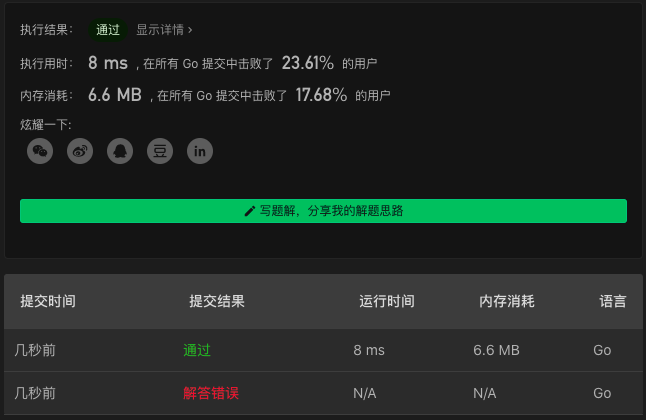 执行结果： 通过 显示详情 >
执行用时： 8 ms ，在所有 Go 提交中击败了 23.61% 的用户
内存消耗： 6.6 MB ，在所有 Go 提交中击败了 17.68% 的用户
炫耀一下:
豆 in
写题解，分享我的解题思路
提交时间 提交结果 运行时间 内存消耗 语言
几秒前 通过 8 ms 6.6 MB Go
几秒前 解答错误 N/A N/A Go